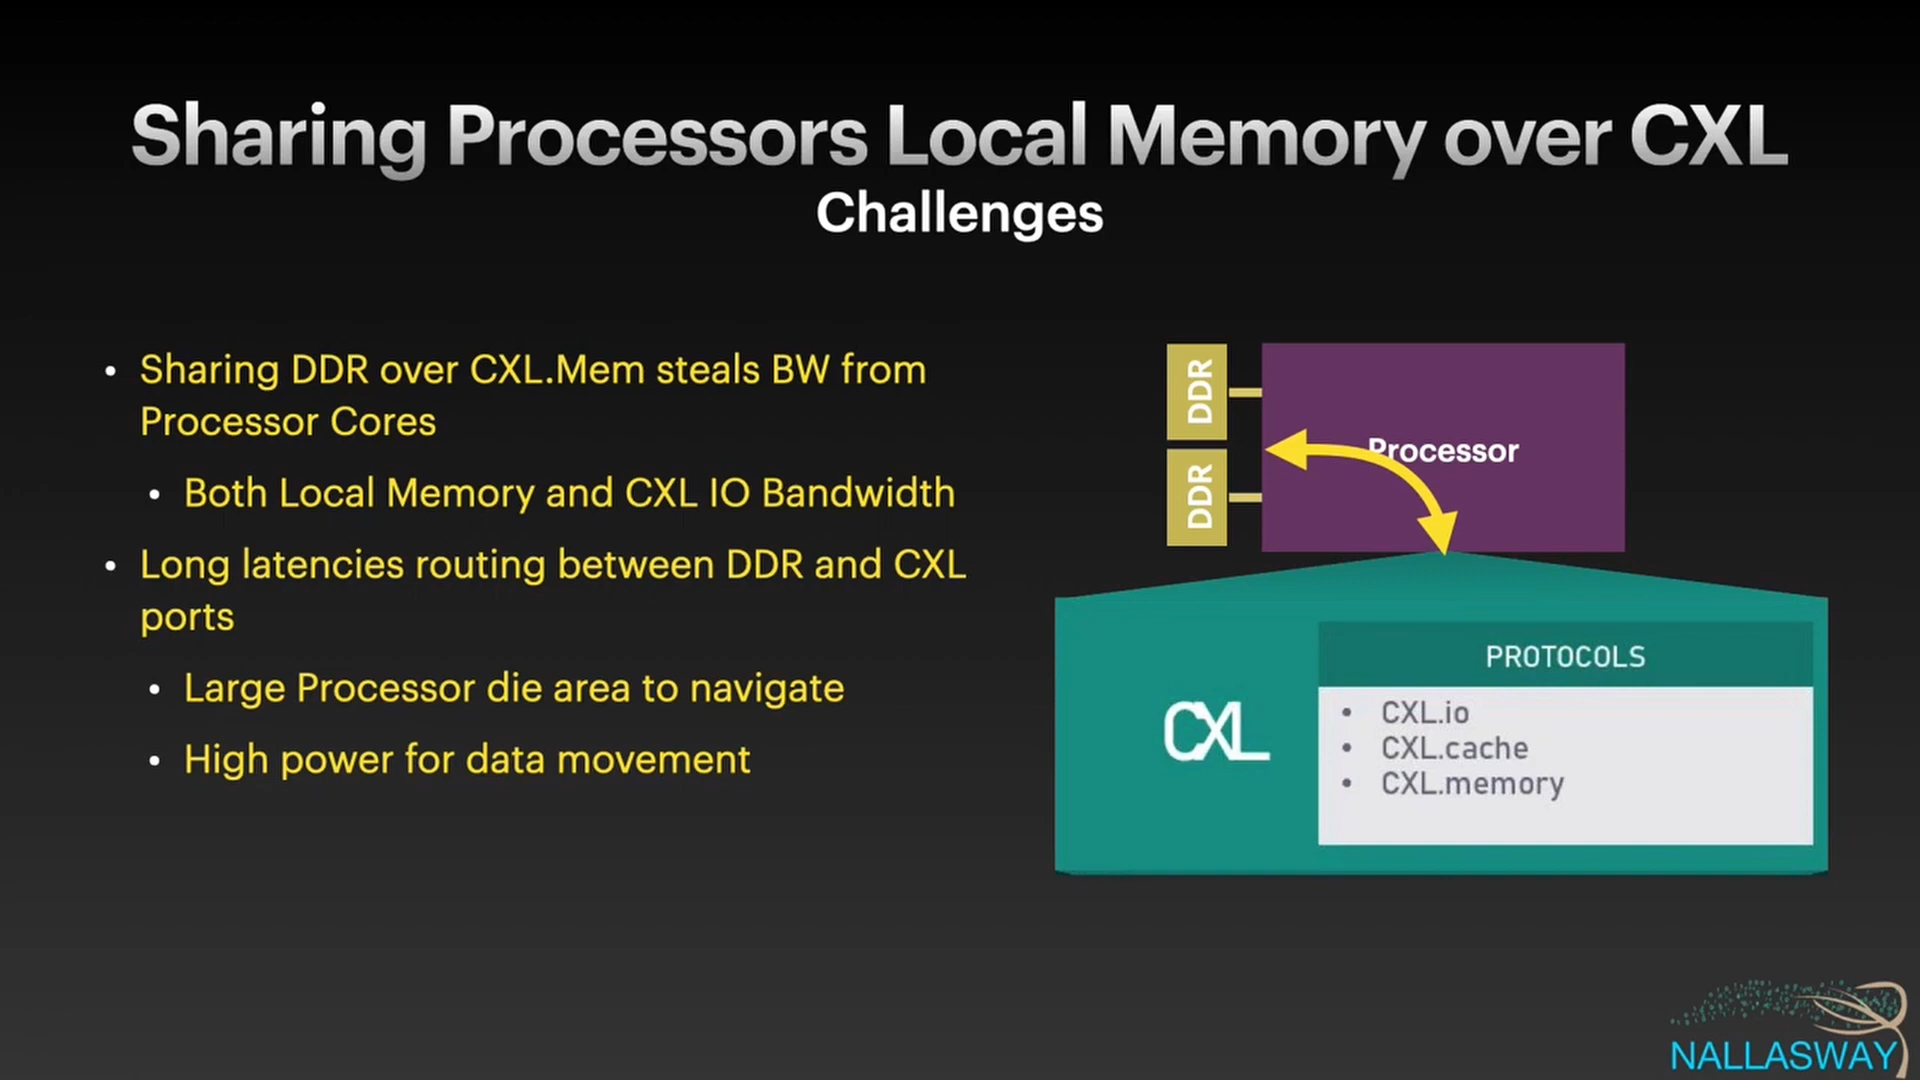 Sharing Processors Local Memory over CXL
Challenges
• Sharing DDR over CXL.Mem steals BW from
Processor Cores
• Both Local Memory and CXL IO Bandwidth
• Long latencies routing between DDR and CXL
ports
• Large Processor die area to navigate
• High power for data movement
DDR
DDR
Processor
CXL
PROTOCOLS
• CXL.io
• CXL.cache
• CXL.memory
NALLASWAY